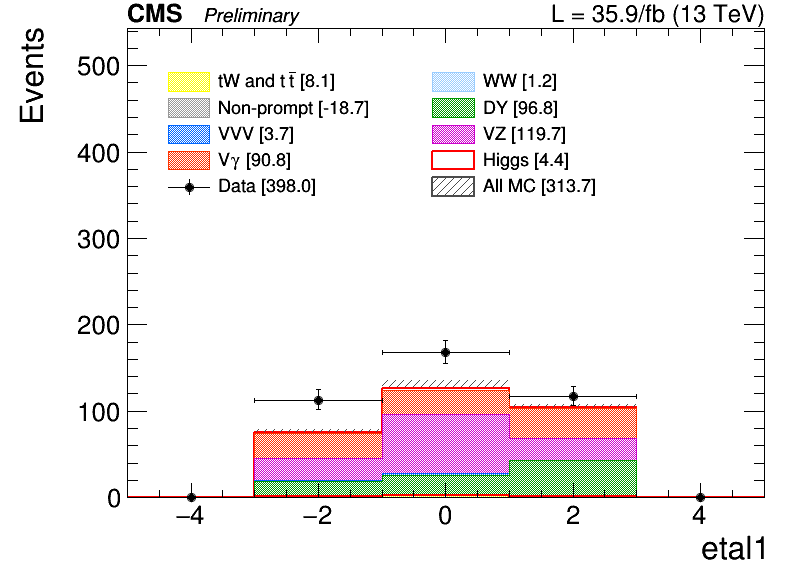 CMS Preliminary L = 35.9/fb (13 TeV)
Events
500
400
300
200
100
0
tW and t t̅ [8.1]
Non-prompt [-18.7]
VVV [3.7]
Vγ [90.8]
Data [398.0]
WW [1.2]
DY [96.8]
VZ [119.7]
Higgs [4.4]
All MC [313.7]
−4 −2 0 2 4
etal1